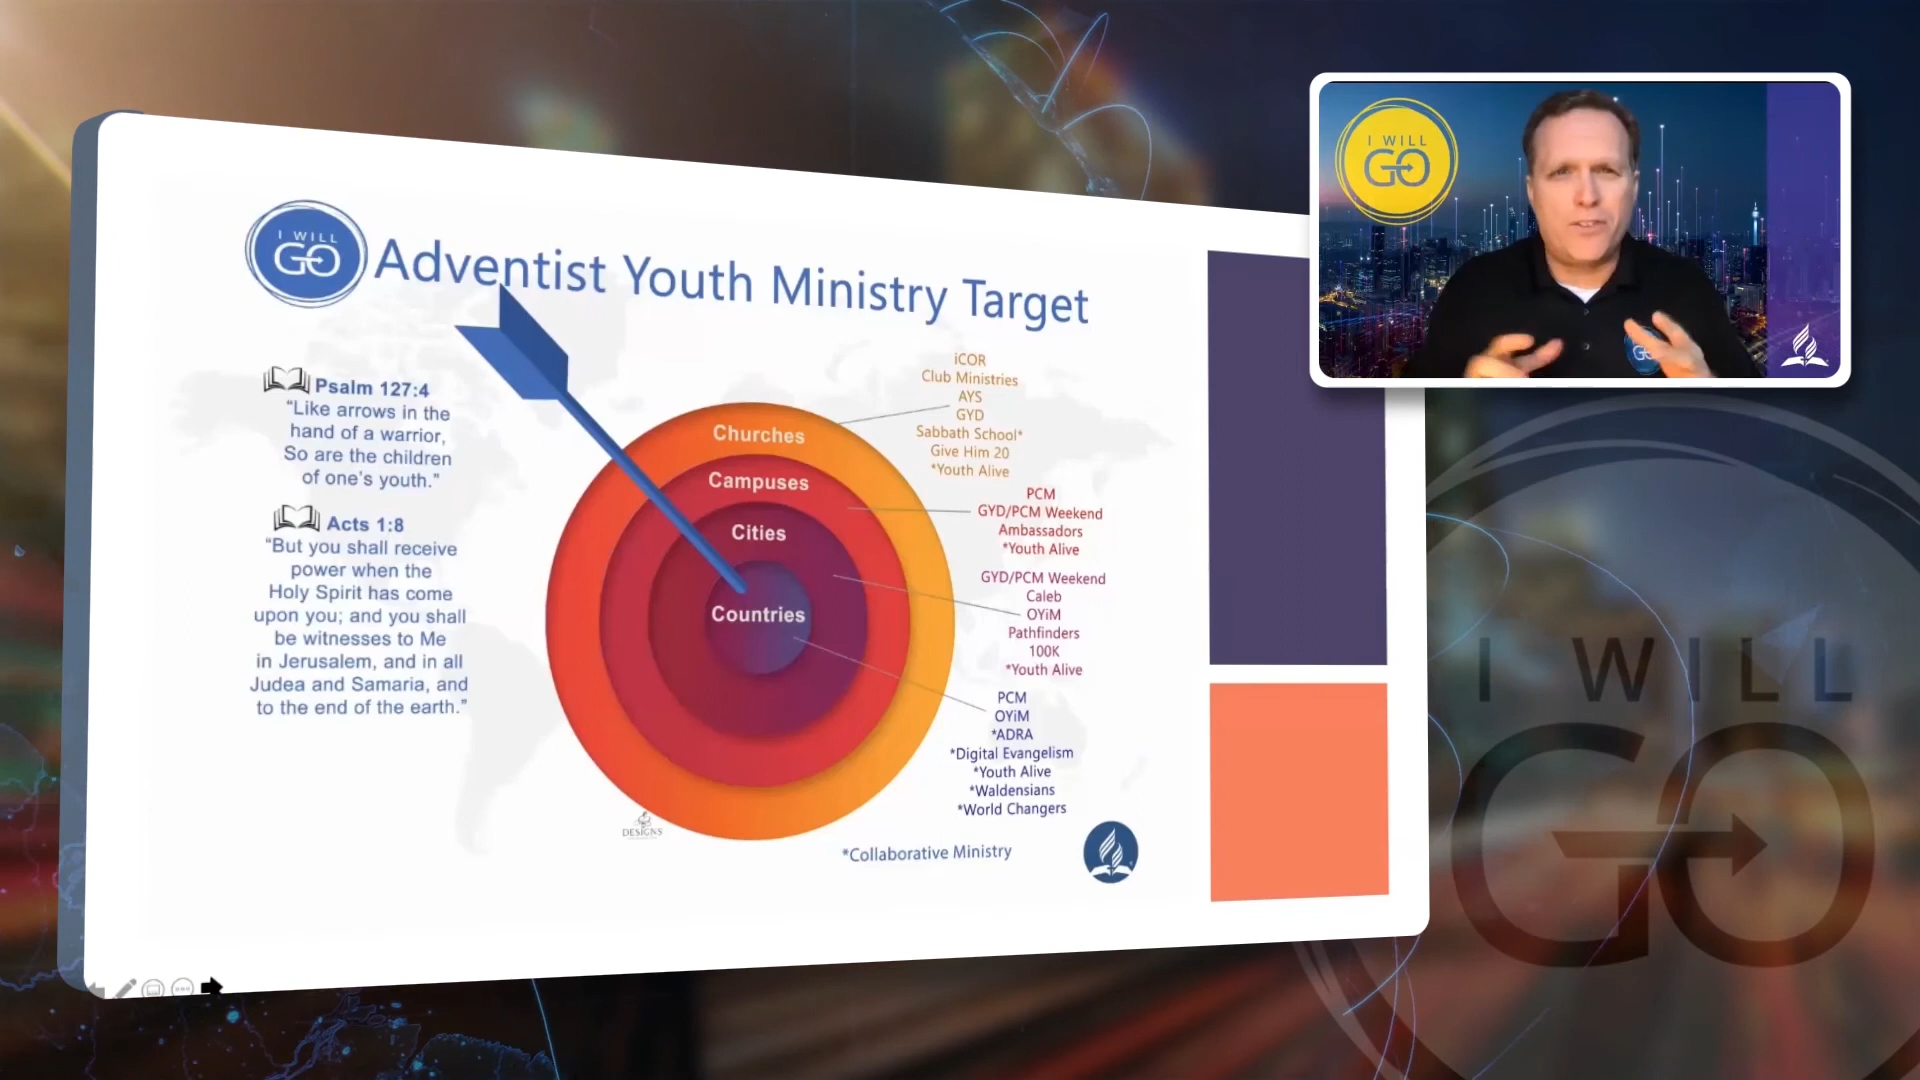 I WILL
GO
Adventist Youth Ministry Target
Psalm 127:4
“Like arrows in the
hand of a warrior,
So are the children
of one’s youth.”
Acts 1:8
“But you shall receive
power when the
Holy Spirit has come
upon you; and you shall
be witnesses to Me
in Jerusalem, and in all
Judea and Samaria, and
to the end of the earth.”
Churches
Campuses
Cities
Countries
iCOR
Club Ministries
AYS
GYD
Sabbath School*
Give Him 20
*Youth Alive
PCM
GYD/PCM Weekend
Ambassadors
*Youth Alive
GYD/PCM Weekend
Caleb
OYiM
Pathfinders
100K
*Youth Alive
PCM
OYiM
*ADRA
*Digital Evangelism
*Youth Alive
*Waldensians
*World Changers
*Collaborative Ministry
DESIGNS
I WILL
GO
GO
I WILL
GO